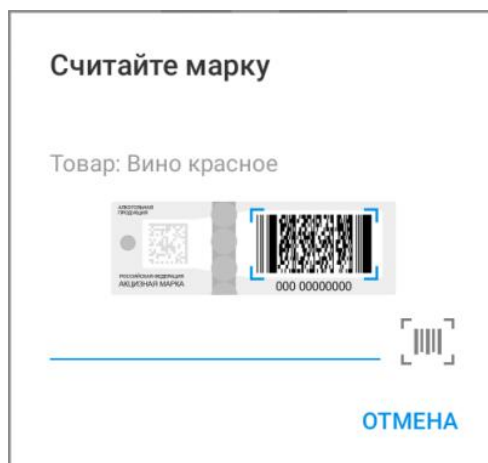 Считайте марку
Товар: Вино красное
АЛКОГОЛЬНАЯ
ПРОДУКЦИЯ
РОССИЙСКАЯ ФЕДЕРАЦИЯ
АКЦИЗНАЯ МАРКА
000 00000000
ОТМЕНА